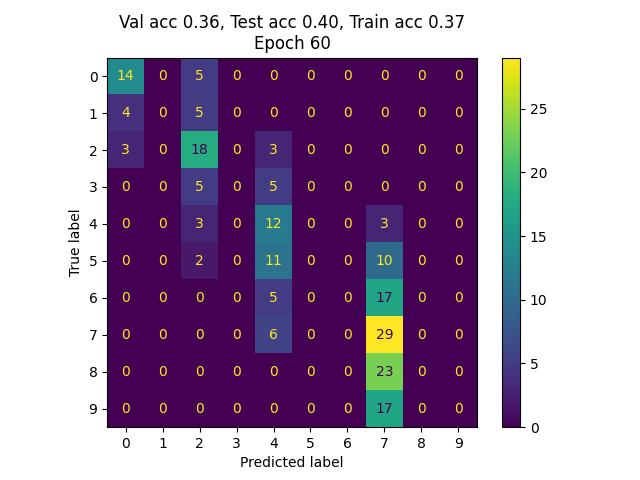 Val acc 0.36, Test acc 0.40, Train acc 0.37
Epoch 60
0 14 0 5 0 0 0 0 0 0 0
1 4 0 5 0 0 0 0 0 0 0
2 3 0 18 0 3 0 0 0 0 0
3 0 0 5 0 5 0 0 0 0 0
4 0 0 3 0 12 0 0 3 0 0
5 0 0 2 0 11 0 0 10 0 0
6 0 0 0 0 5 0 0 17 0 0
7 0 0 0 0 6 0 0 29 0 0
8 0 0 0 0 0 0 0 23 0 0
9 0 0 0 0 0 0 0 17 0 0
0 1 2 3 4 5 6 7 8 9
Predicted label
True label
25
20
15
10
5
0